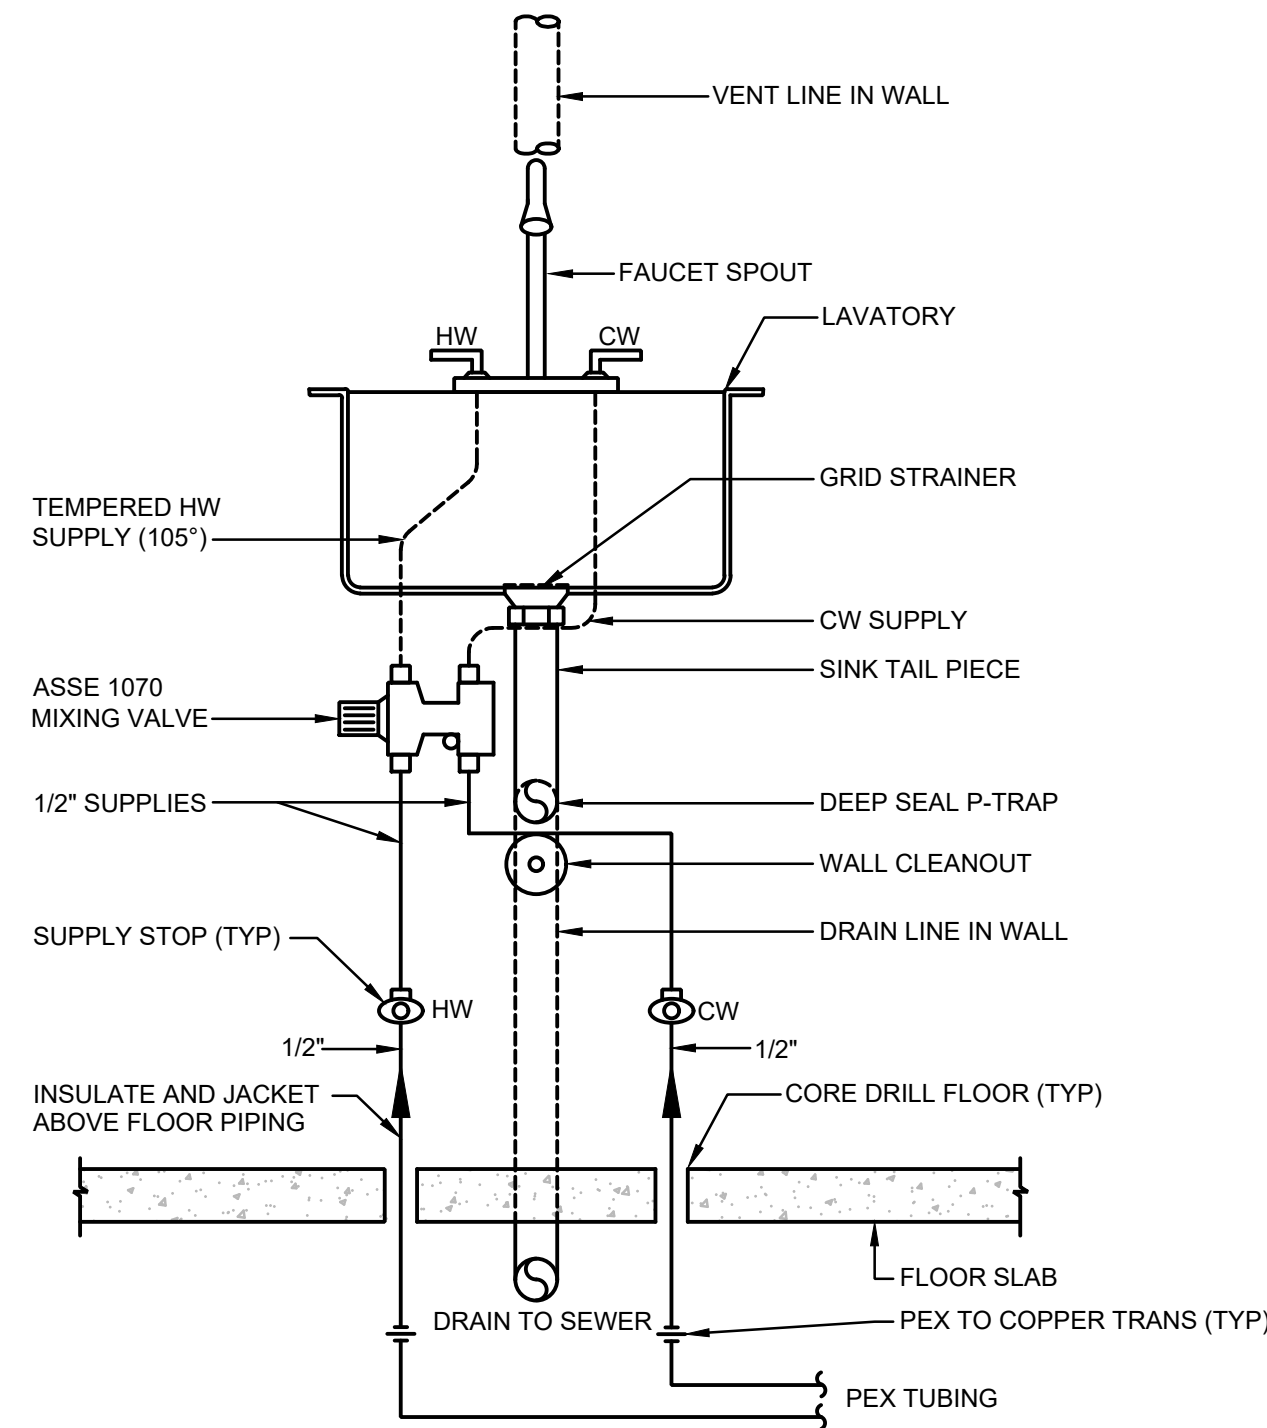 VENT LINE IN WALL
FAUCET SPOUT
LAVATORY
HW
CW
GRID STRAINER
TEMPERED HW
SUPPLY (105°)
CW SUPPLY
SINK TAIL PIECE
ASSE 1070
MIXING VALVE
1/2" SUPPLIES
DEEP SEAL P-TRAP
WALL CLEANOUT
SUPPLY STOP (TYP)
DRAIN LINE IN WALL
HW
CW
1/2"
1/2"
INSULATE AND JACKET
ABOVE FLOOR PIPING
CORE DRILL FLOOR (TYP)
FLOOR SLAB
DRAIN TO SEWER
PEX TO COPPER TRANS (TYP)
PEX TUBING